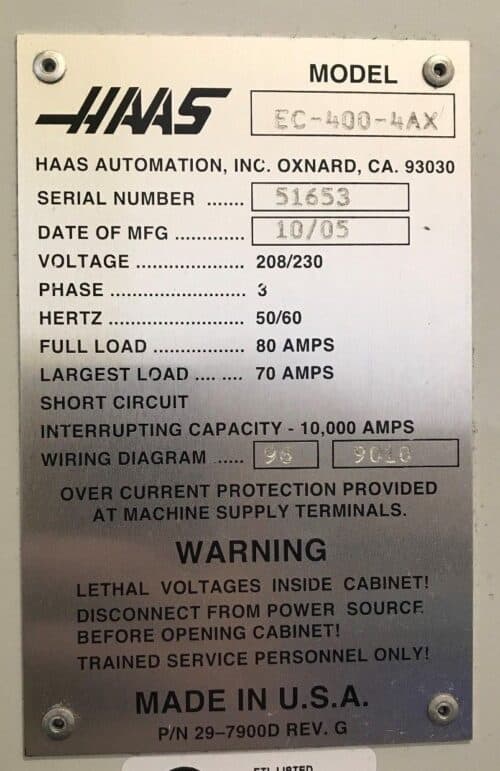 MODEL
HAAS EC-400-4AX
HAAS AUTOMATION, INC. OXNARD, CA. 93030
SERIAL NUMBER ....... 51653
DATE OF MFG ............ 10/05
VOLTAGE .................... 208/230
PHASE ......................... 3
HERTZ ......................... 50/60
FULL LOAD ................. 80 AMPS
LARGEST LOAD .... .... 70 AMPS
SHORT CIRCUIT
INTERRUPTING CAPACITY - 10,000 AMPS
WIRING DIAGRAM ..... 96 9010
OVER CURRENT PROTECTION PROVIDED
AT MACHINE SUPPLY TERMINALS.
WARNING
LETHAL VOLTAGES INSIDE CABINET!
DISCONNECT FROM POWER SOURCE
BEFORE OPENING CABINET!
TRAINED SERVICE PERSONNEL ONLY!
MADE IN U.S.A.
P/N 29-7900D REV. G
ETL LISTED